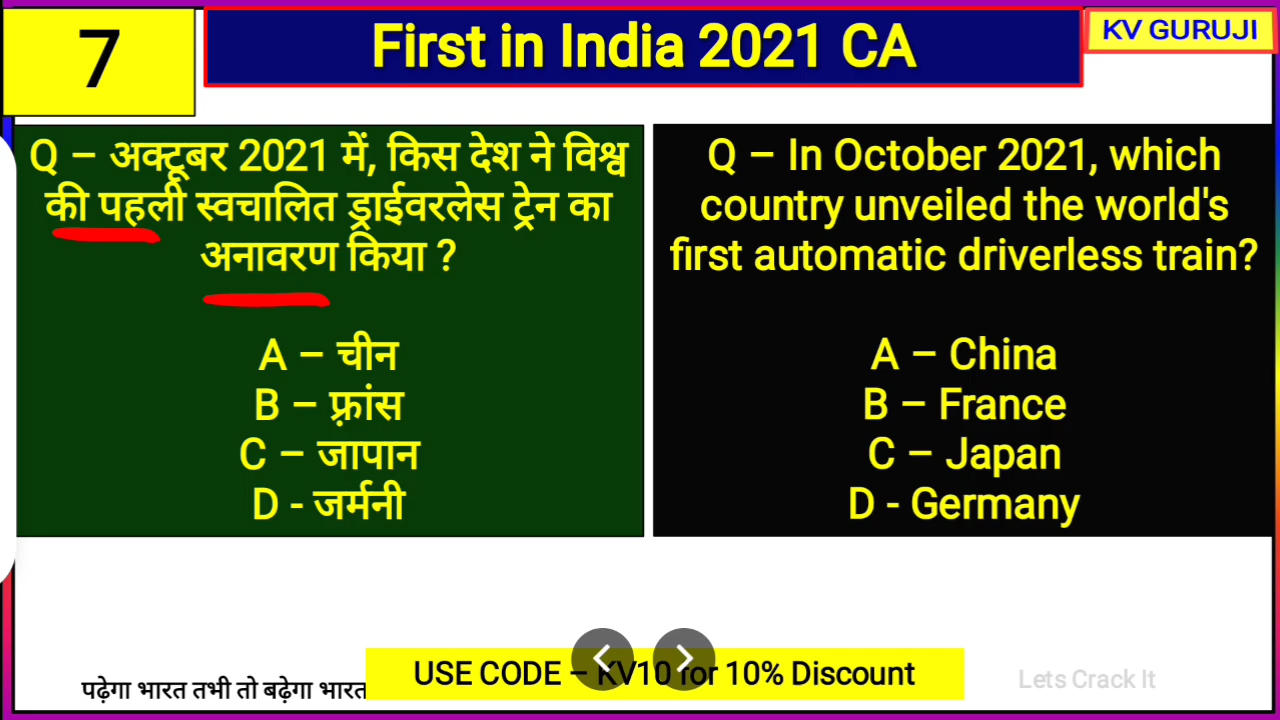 7
First in India 2021 CA
KV GURUJI
Q – अक्टूबर 2021 में, किस देश ने विश्व
की पहली स्वचालित ड्राईवरलेस ट्रेन का
अनावरण किया ?
A – चीन
B – फ़्रांस
C – जापान
D - जर्मनी
Q – In October 2021, which
country unveiled the world's
first automatic driverless train?
A – China
B – France
C – Japan
D - Germany
USE CODE – KV10 for 10% Discount
पढ़ेगा भारत तभी तो बढ़ेगा भारत
Lets Crack It